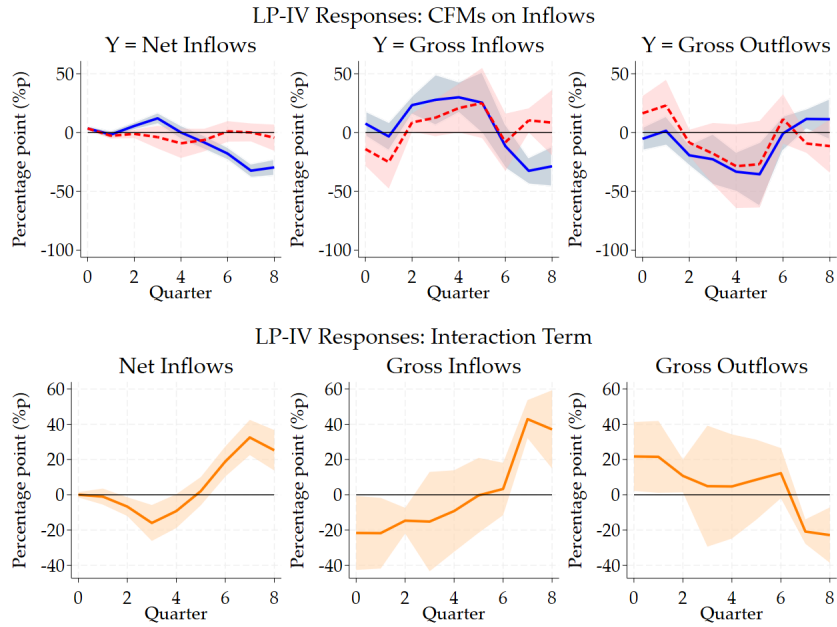 LP-IV Responses: CFMs on Inflows
Y = Net Inflows
Y = Gross Inflows
Y = Gross Outflows
Percentage point (%p)
50
0
-50
-100
0 2 4 6 8
Quarter
Percentage point (%p)
50
0
-50
-100
0 2 4 6 8
Quarter
Percentage point (%p)
50
0
-50
-100
0 2 4 6 8
Quarter
LP-IV Responses: Interaction Term
Net Inflows
Gross Inflows
Gross Outflows
Percentage point (%p)
60
40
20
0
-20
-40
0 2 4 6 8
Quarter
Percentage point (%p)
60
40
20
0
-20
-40
0 2 4 6 8
Quarter
Percentage point (%p)
60
40
20
0
-20
-40
0 2 4 6 8
Quarter